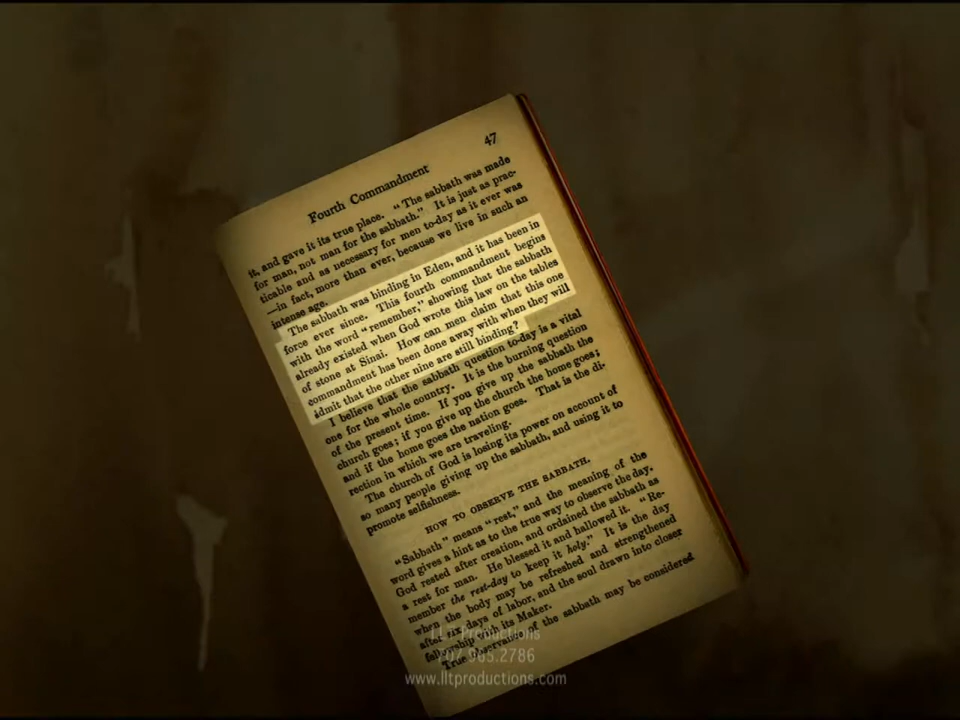 47
Fourth Commandment
it, and gave it its true place. "The sabbath was made
for man, not man for the sabbath." It is just as prac-
ticable and as necessary for men to-day as it ever was
—in fact, more than ever, because we live in such an
intense age.
The sabbath was binding in Eden, and it has been in
force ever since. This fourth commandment begins
with the word "remember," showing that the sabbath
already existed when God wrote this law on the tables
of stone at Sinai. How can men claim that this one
commandment has been done away with when they will
admit that the other nine are still binding?
I believe that the sabbath question to-day is a vital
one for the whole country. It is the burning question
of the present time. If you give up the sabbath the
church goes; if you give up the church the home goes;
and if the home goes the nation goes. That is the di-
rection in which we are traveling.
The church of God is losing its power on account of
so many people giving up the sabbath, and using it to
promote selfishness.
HOW TO OBSERVE THE SABBATH.
"Sabbath" means "rest," and the meaning of the
word gives a hint as to the true way to observe the day.
God rested after creation, and ordained the sabbath as
a rest for man. He blessed it and hallowed it. "Re-
member the rest-day to keep it holy." It is the day
when the body may be refreshed and strengthened
after six days of labor, and the soul drawn into closer
fellowship with its Maker.
True observance of the sabbath may be considered
LLT Productions
707.965.2786
www.lltproductions.com